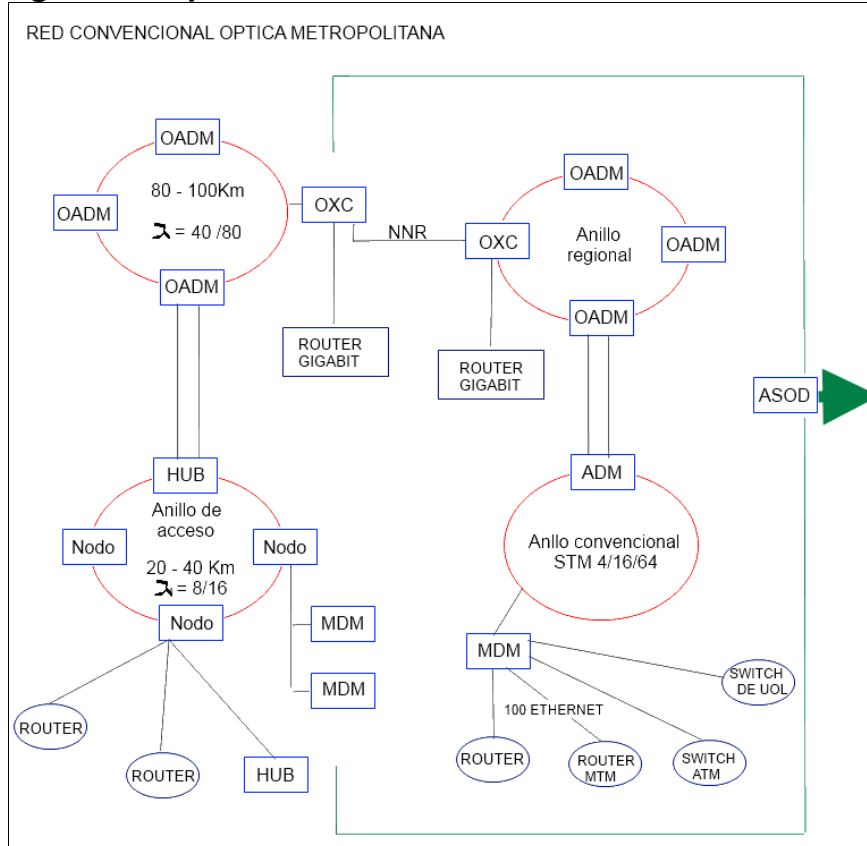 RED CONVENCIONAL OPTICA METROPOLITANA
OADM
80 - 100Km
OADM
= 40 /80
OADM
OXC
NNR
OXC
OADM
Anillo
regional
OADM
OADM
ROUTER
GIGABIT
ROUTER
GIGABIT
ASOD
HUB
Anillo de
acceso
Nodo
Nodo
20 - 40 Km
= 8/16
Nodo
MDM
MDM
ROUTER
ROUTER
HUB
ADM
Anllo convencional
STM 4/16/64
MDM
SWITCH
DE UOL
100 ETHERNET
ROUTER
ROUTER
MTM
SWITCH
ATM